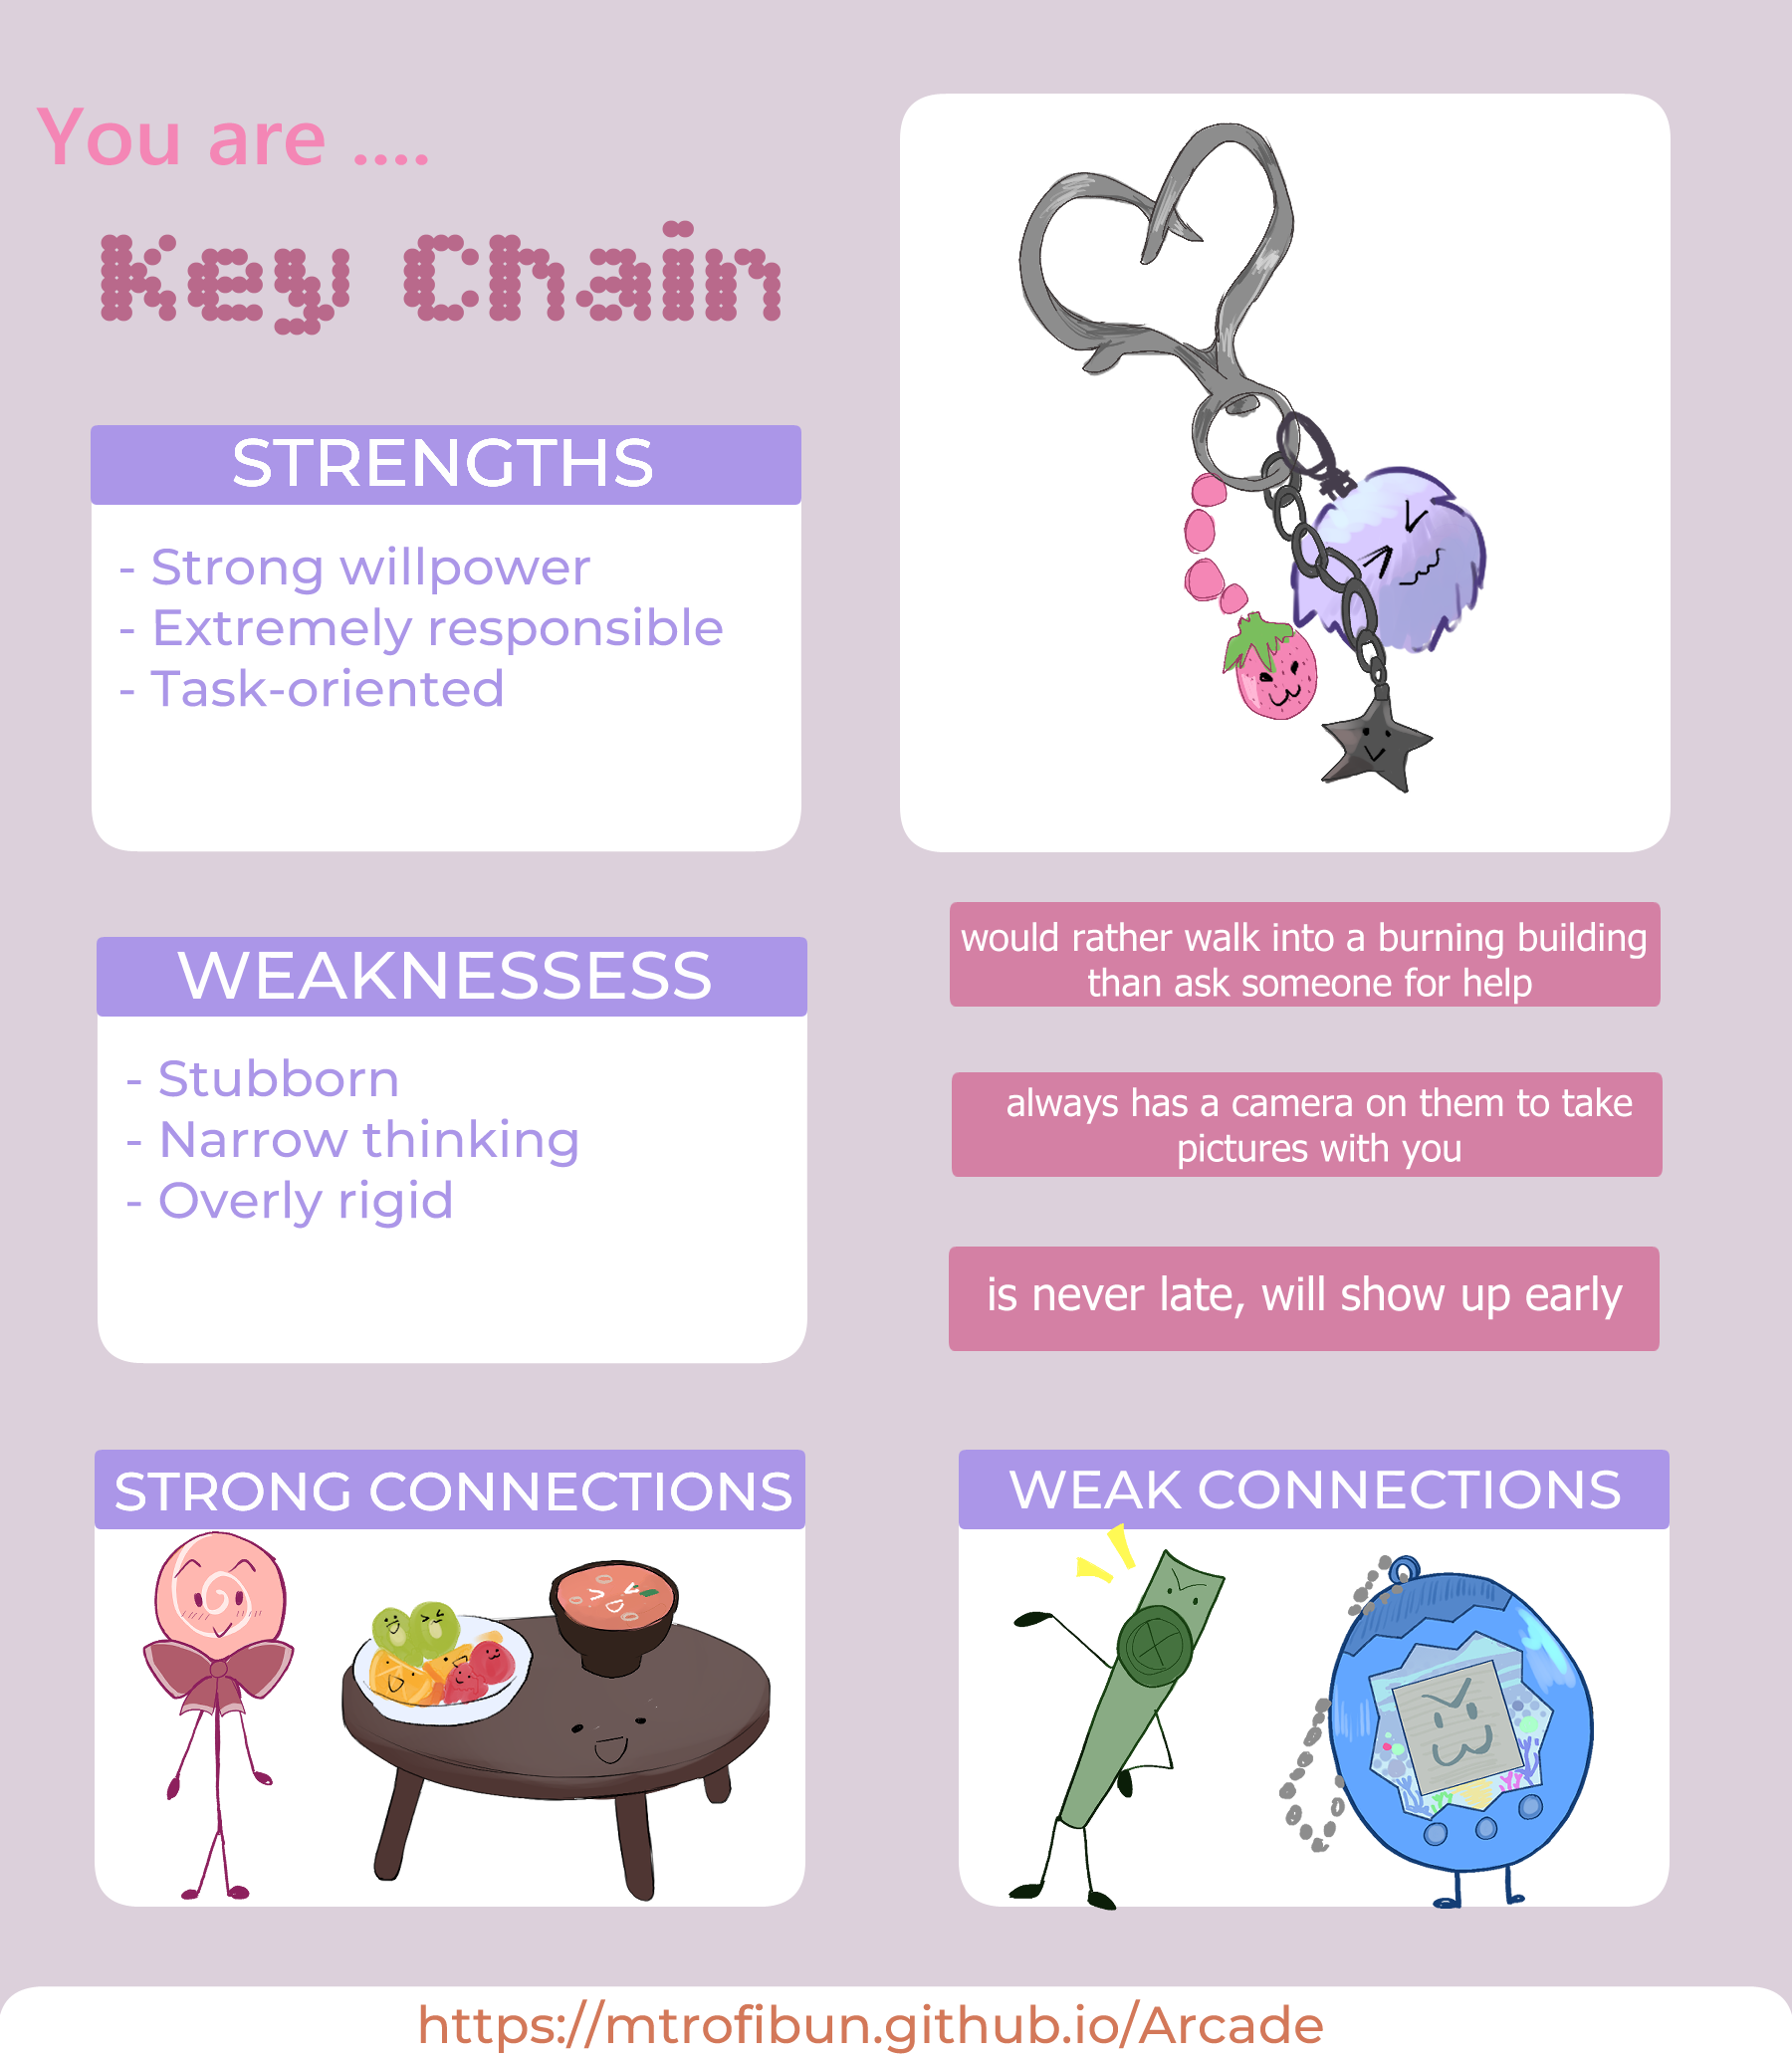 You are ....
Key Chain
STRENGTHS
- Strong willpower
- Extremely responsible
- Task-oriented
WEAKNESSESS
- Stubborn
- Narrow thinking
- Overly rigid
would rather walk into a burning building
than ask someone for help
always has a camera on them to take
pictures with you
is never late, will show up early
STRONG CONNECTIONS
WEAK CONNECTIONS
https://mtrofibun.github.io/Arcade